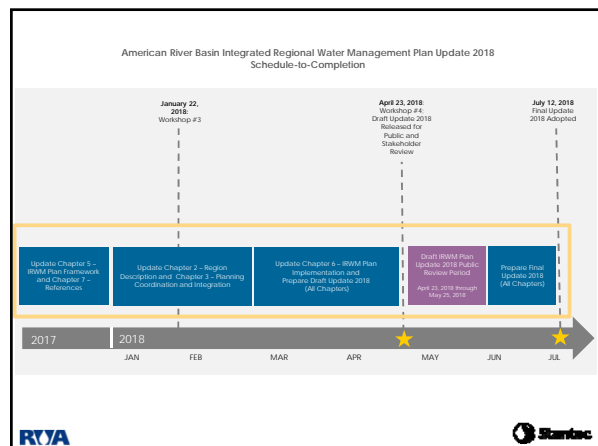 American River Basin Integrated Regional Water Management Plan Update 2018
Schedule-to-Completion
January 22,
2018:
Workshop #3
April 23, 2018:
Workshop #4:
Draft Update 2018
Released for
Public and
Stakeholder
Review
July 12, 2018
Final Update
2018 Adopted
Update Chapter 5 –
IRWM Plan Framework
and Chapter 7 –
References
Update Chapter 2 – Region
Description and Chapter 3 – Planning
Coordination and Integration
Update Chapter 6 – IRWM Plan
Implementation and
Prepare Draft Update 2018
(All Chapters)
Draft IRWM Plan
Update 2018 Public
Review Period
April 23, 2018 through
May 25, 2018
Prepare Final
Update 2018
(All Chapters)
2017
2018
JAN
FEB
MAR
APR
MAY
JUN
JUL
RWA
Stantec